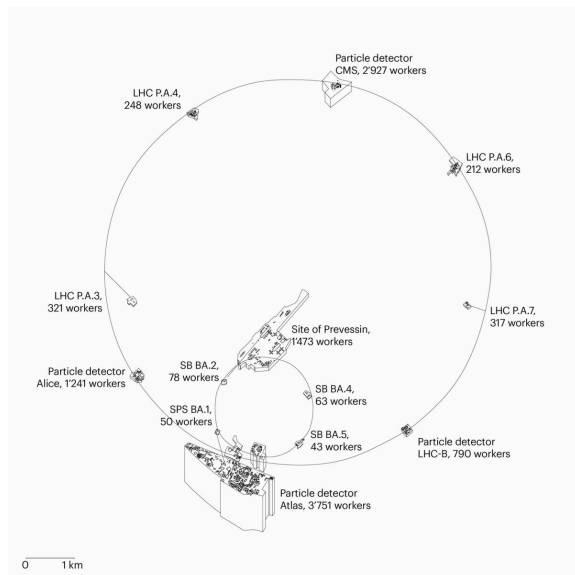 Particle detector
CMS, 2’927 workers
LHC P.A.4,
248 workers
LHC P.A.6,
212 workers
LHC P.A.3,
321 workers
LHC P.A.7,
317 workers
Site of Prevessin,
1’473 workers
SB BA.2,
78 workers
Particle detector
Alice, 1’241 workers
SB BA.4,
63 workers
SPS BA.1,
50 workers
SB BA.5,
43 workers
Particle detector
LHC-B, 790 workers
Particle detector
Atlas, 3’751 workers
0 1 km